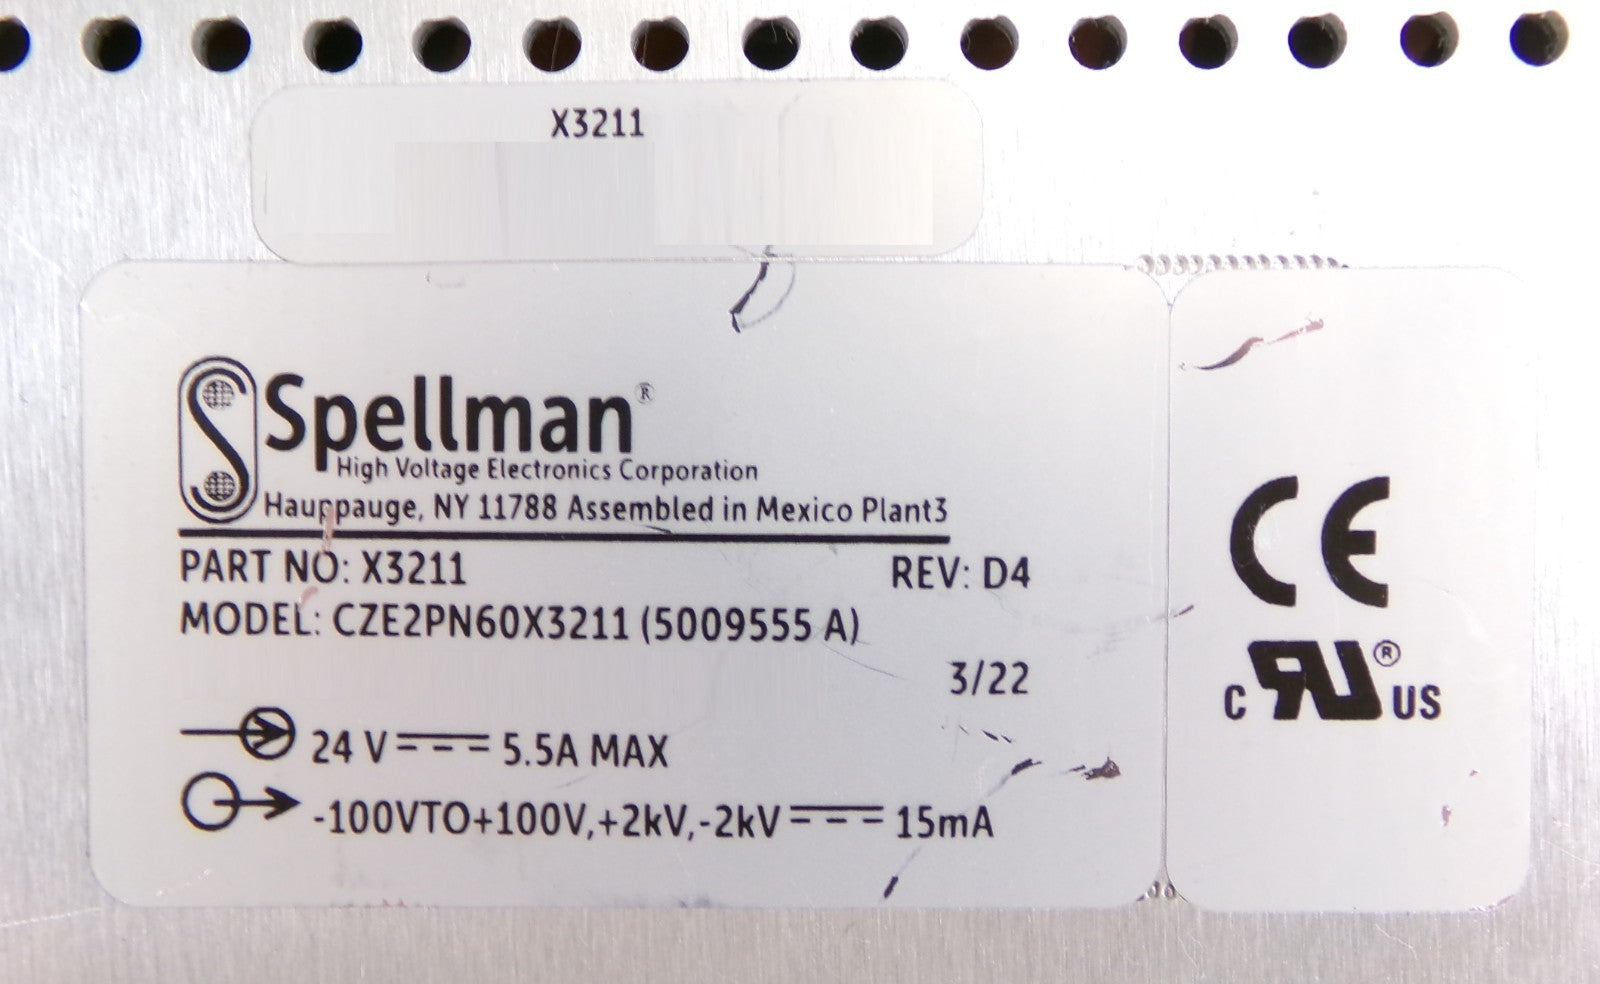 X3211
Spellman®
High Voltage Electronics Corporation
Hauppauge, NY 11788 Assembled in Mexico Plant3
PART NO: X3211 REV: D4
MODEL: CZE2PN60X3211 (5009555 A)
3/22
24 V 5.5A MAX
-100VTO+100V,+2kV,-2kV 15mA
CE
C RU® US